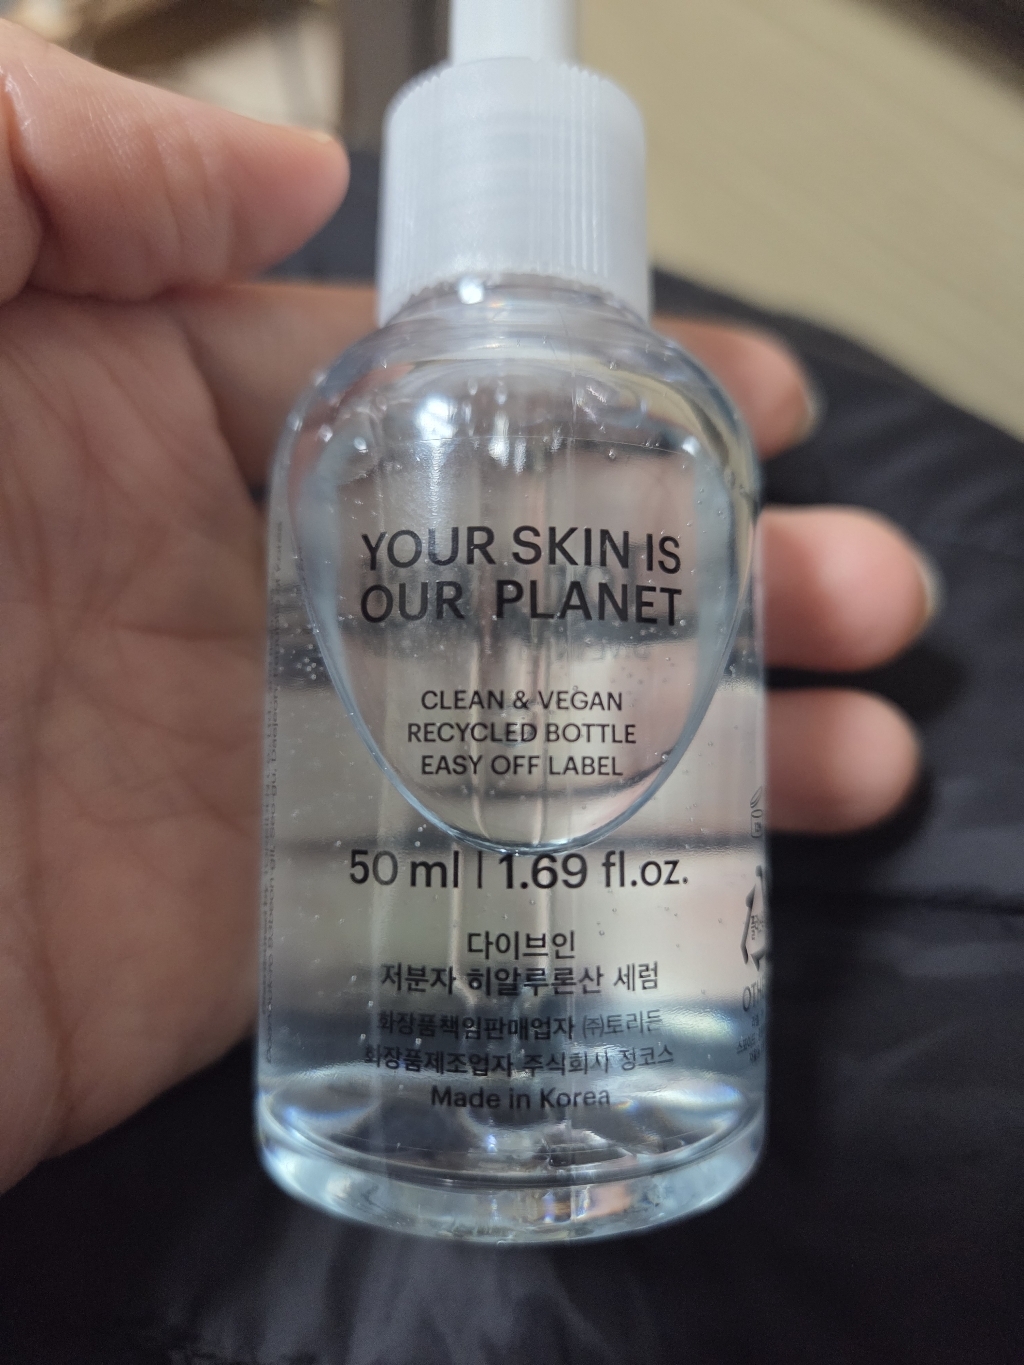 YOUR SKIN IS
OUR PLANET
CLEAN & VEGAN
RECYCLED BOTTLE
EASY OFF LABEL
50 ml | 1.69 fl.oz.
다이브인
저분자 히알루론산 세럼
화장품책임판매업자 ㈜토리든
화장품제조업자 주식회사 정코스
Made in Korea